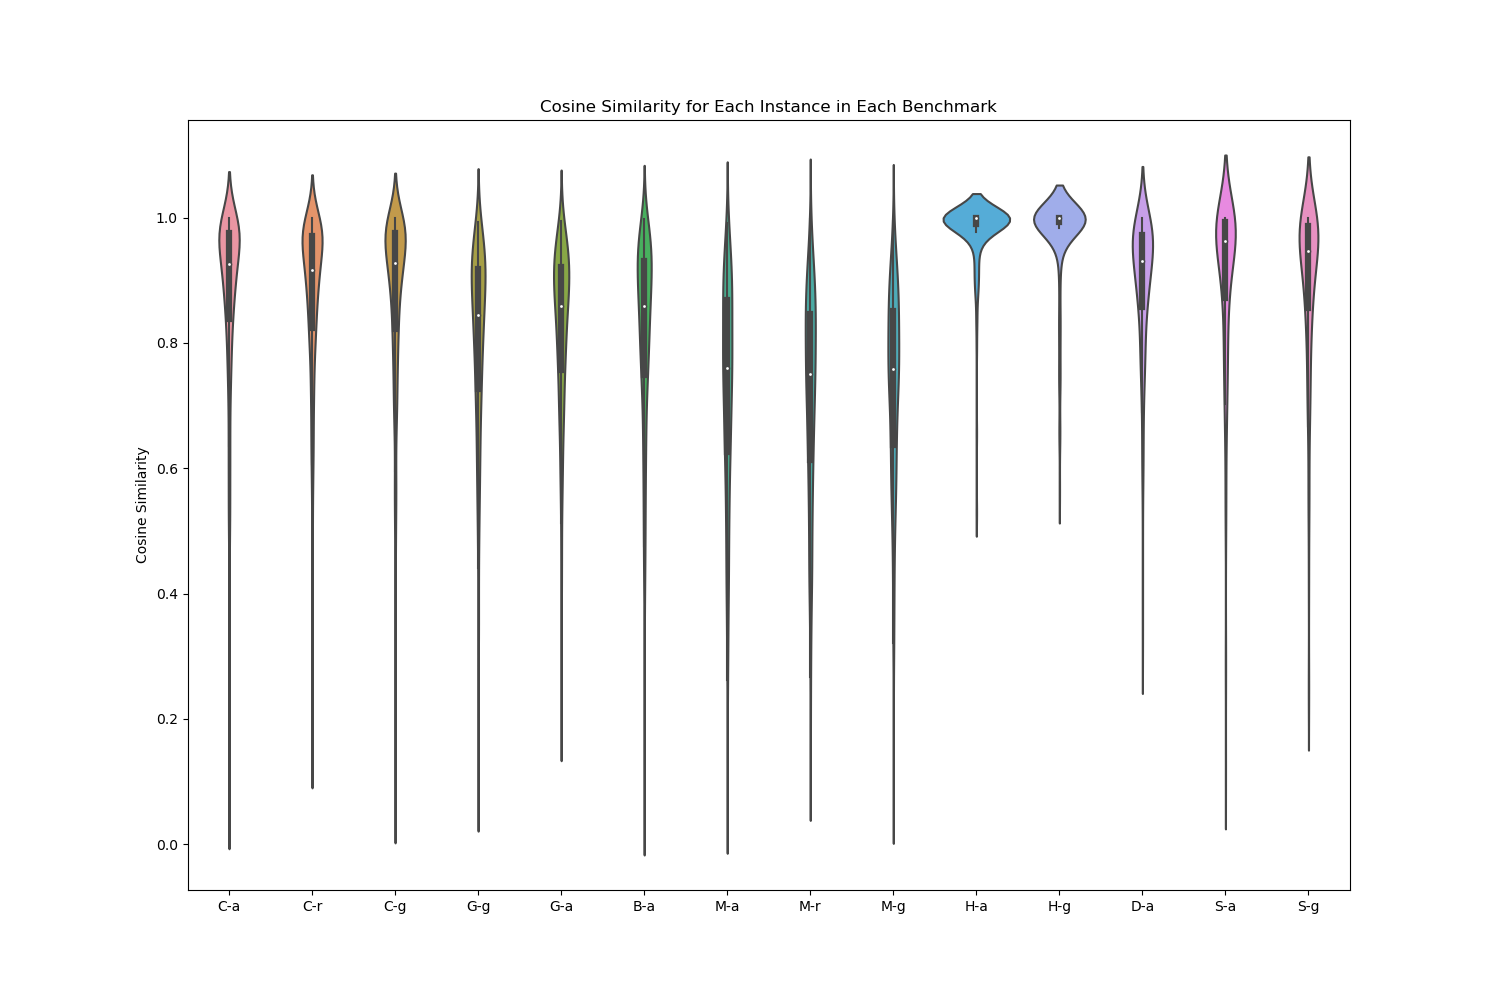 Cosine Similarity for Each Instance in Each Benchmark
Cosine Similarity
1.0
0.8
0.6
0.4
0.2
0.0
C-a C-r C-g G-g G-a B-a M-a M-r M-g H-a H-g D-a S-a S-g